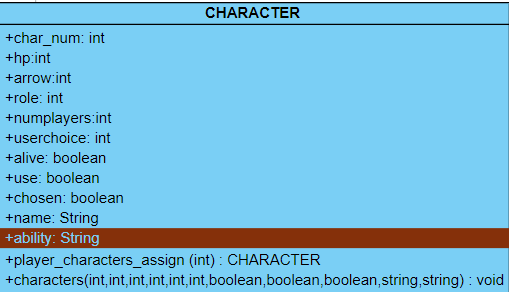 CHARACTER
+char_num: int
+hp:int
+arrow:int
+role: int
+numplayers:int
+userchoice: int
+alive: boolean
+use: boolean
+chosen: boolean
+name: String
+ability: String
+player_characters_assign (int) : CHARACTER
+characters(int,int,int,int,int,int,boolean,boolean,boolean,string,string) : void